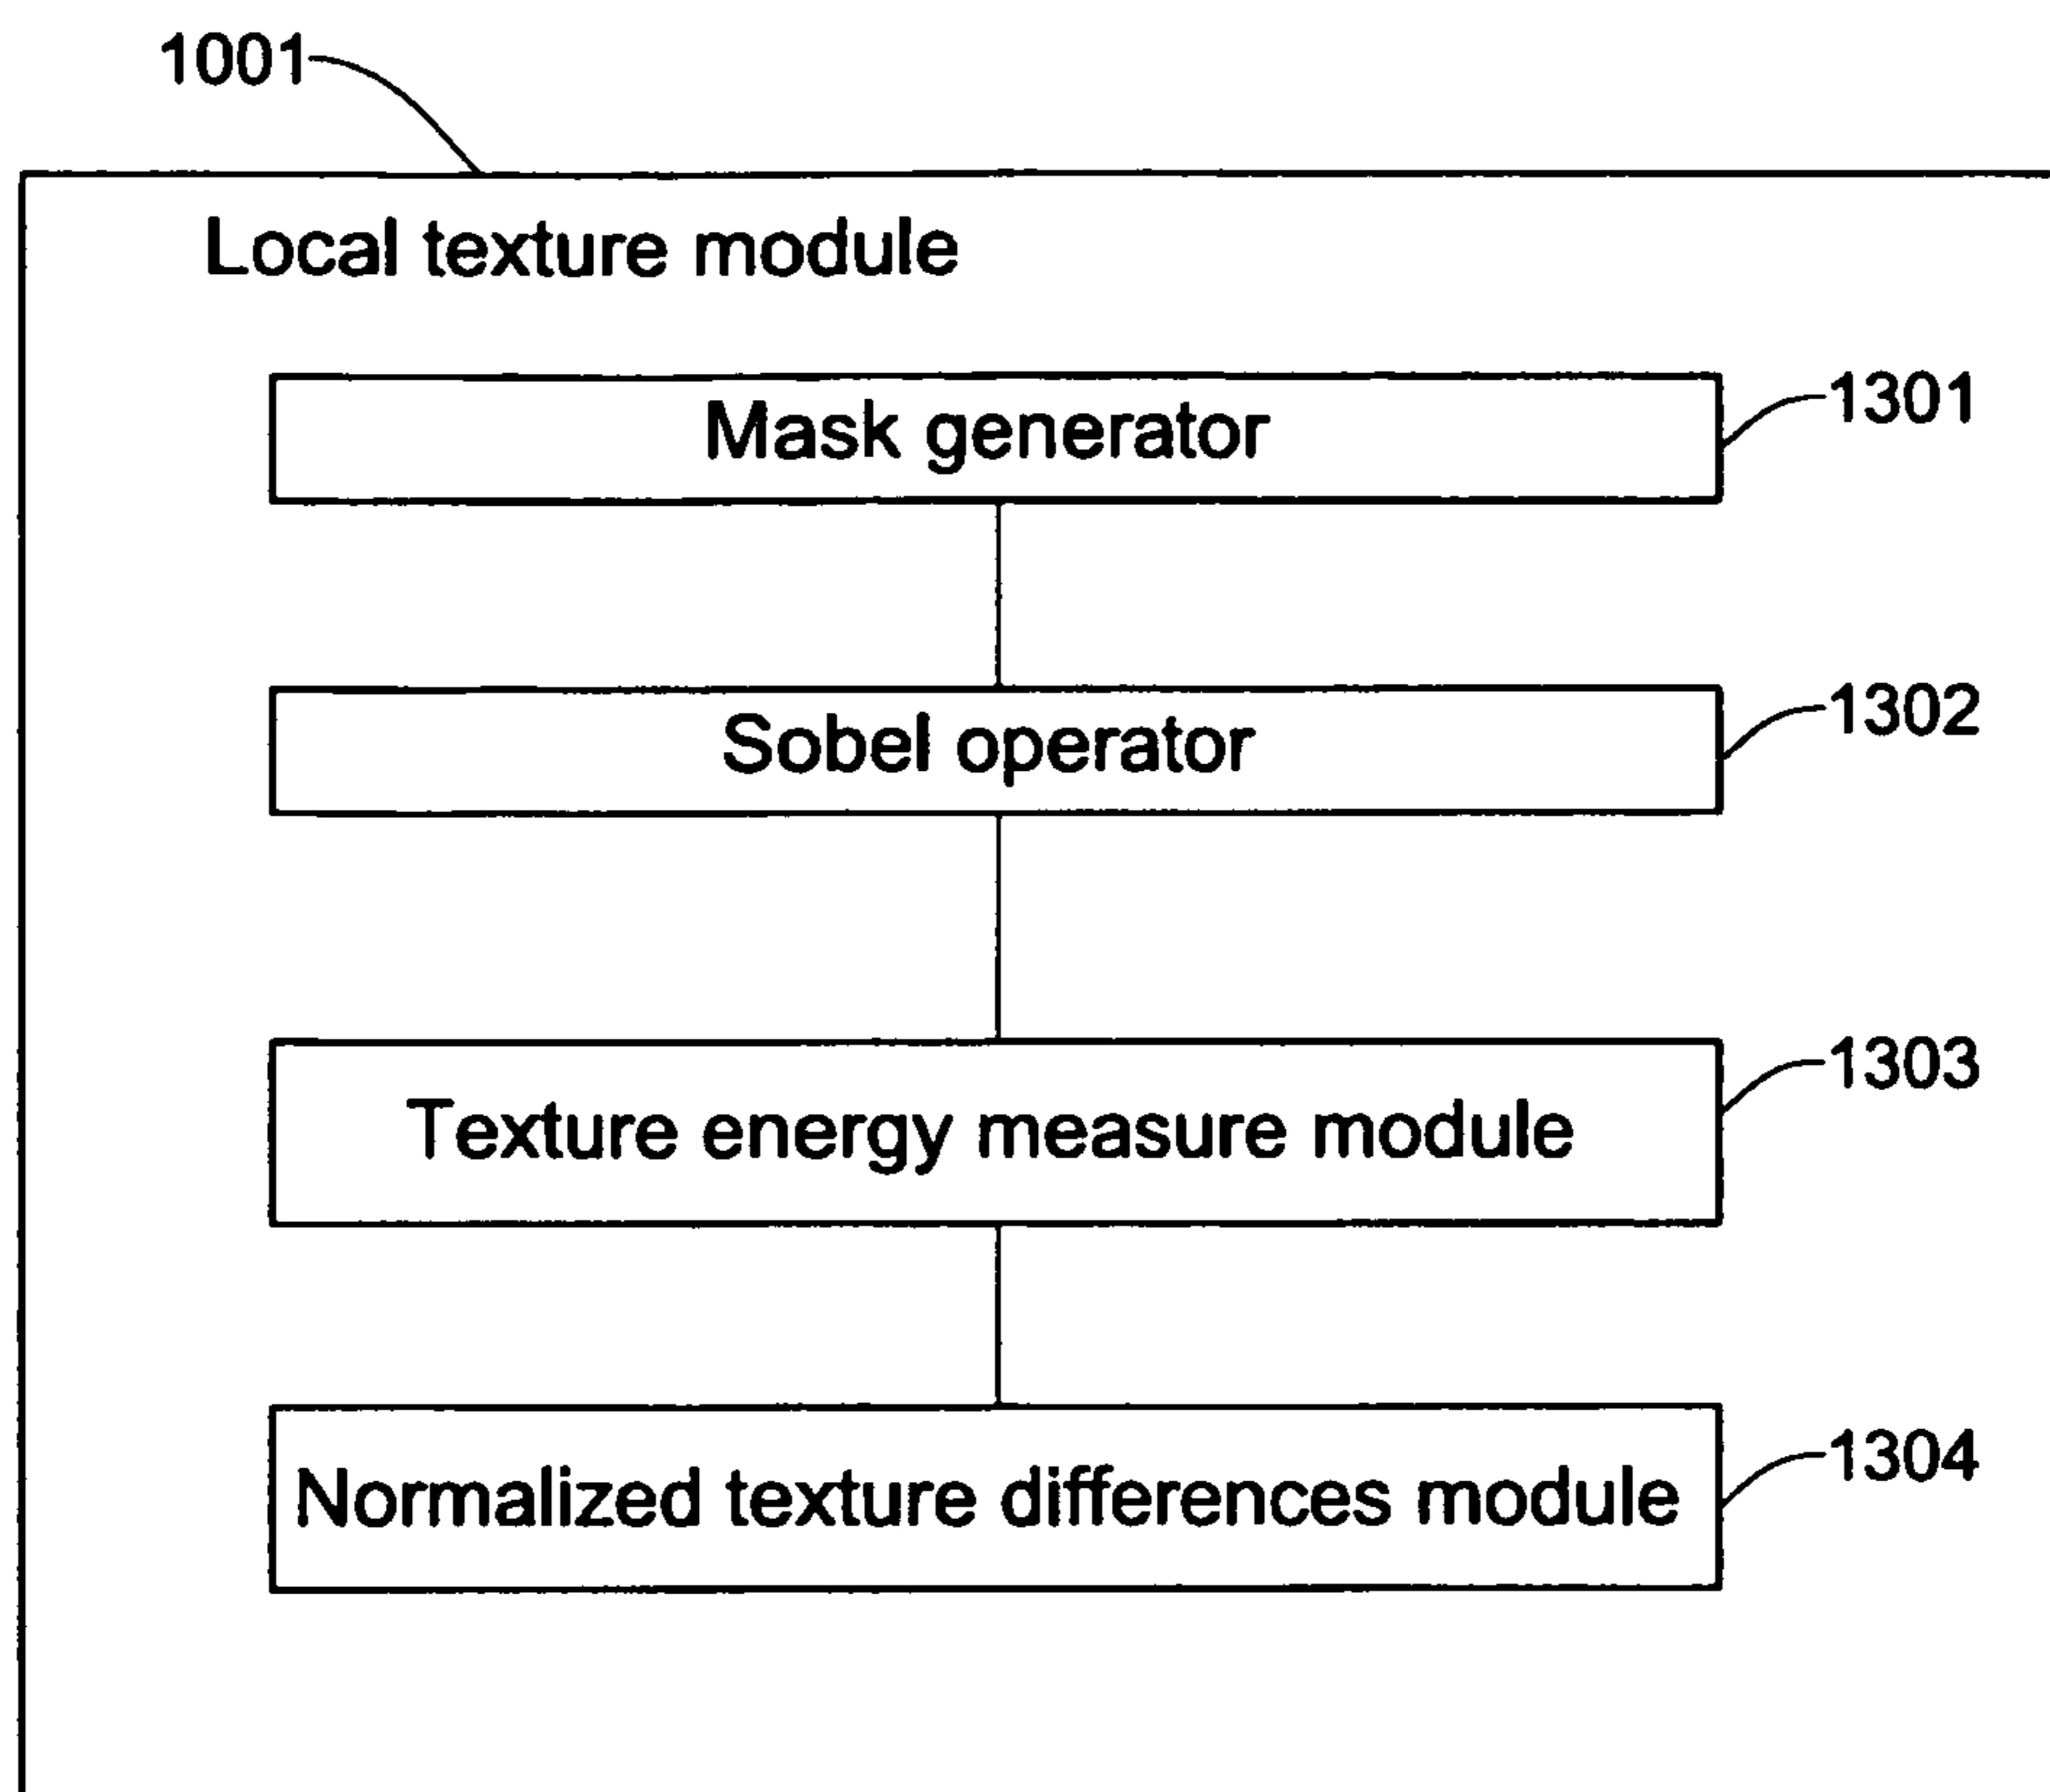 1001
Local texture module
Mask generator
1301
Sobel operator
1302
Texture energy measure module
1303
Normalized texture differences module
1304